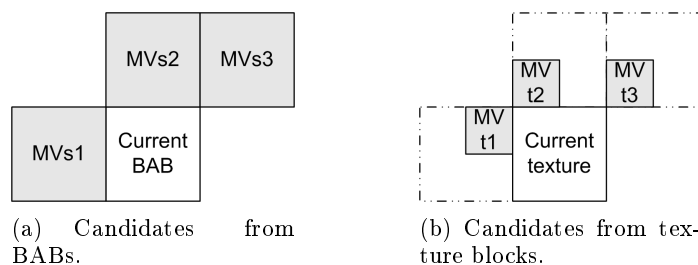 MVs2
MVs3
MVs1
Current
BAB
MV
t2
MV
t3
MV
t1
Current
texture
(a) Candidates from
BABs.
(b) Candidates from tex-
ture blocks.